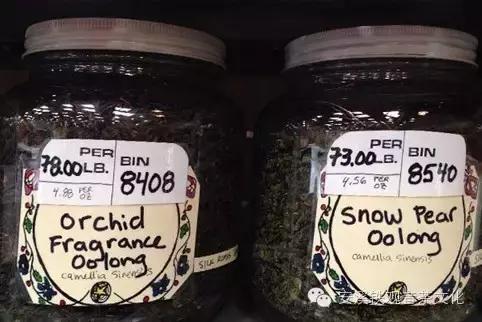 78.00 PER LB.
4.88 PER OZ
BIN 8408
Orchid
Fragrance
Oolong
camellia sinensis
73.00 PER LB.
4.56 PER OZ
BIN 8540
Snow Pear
Oolong
camellia sinensis